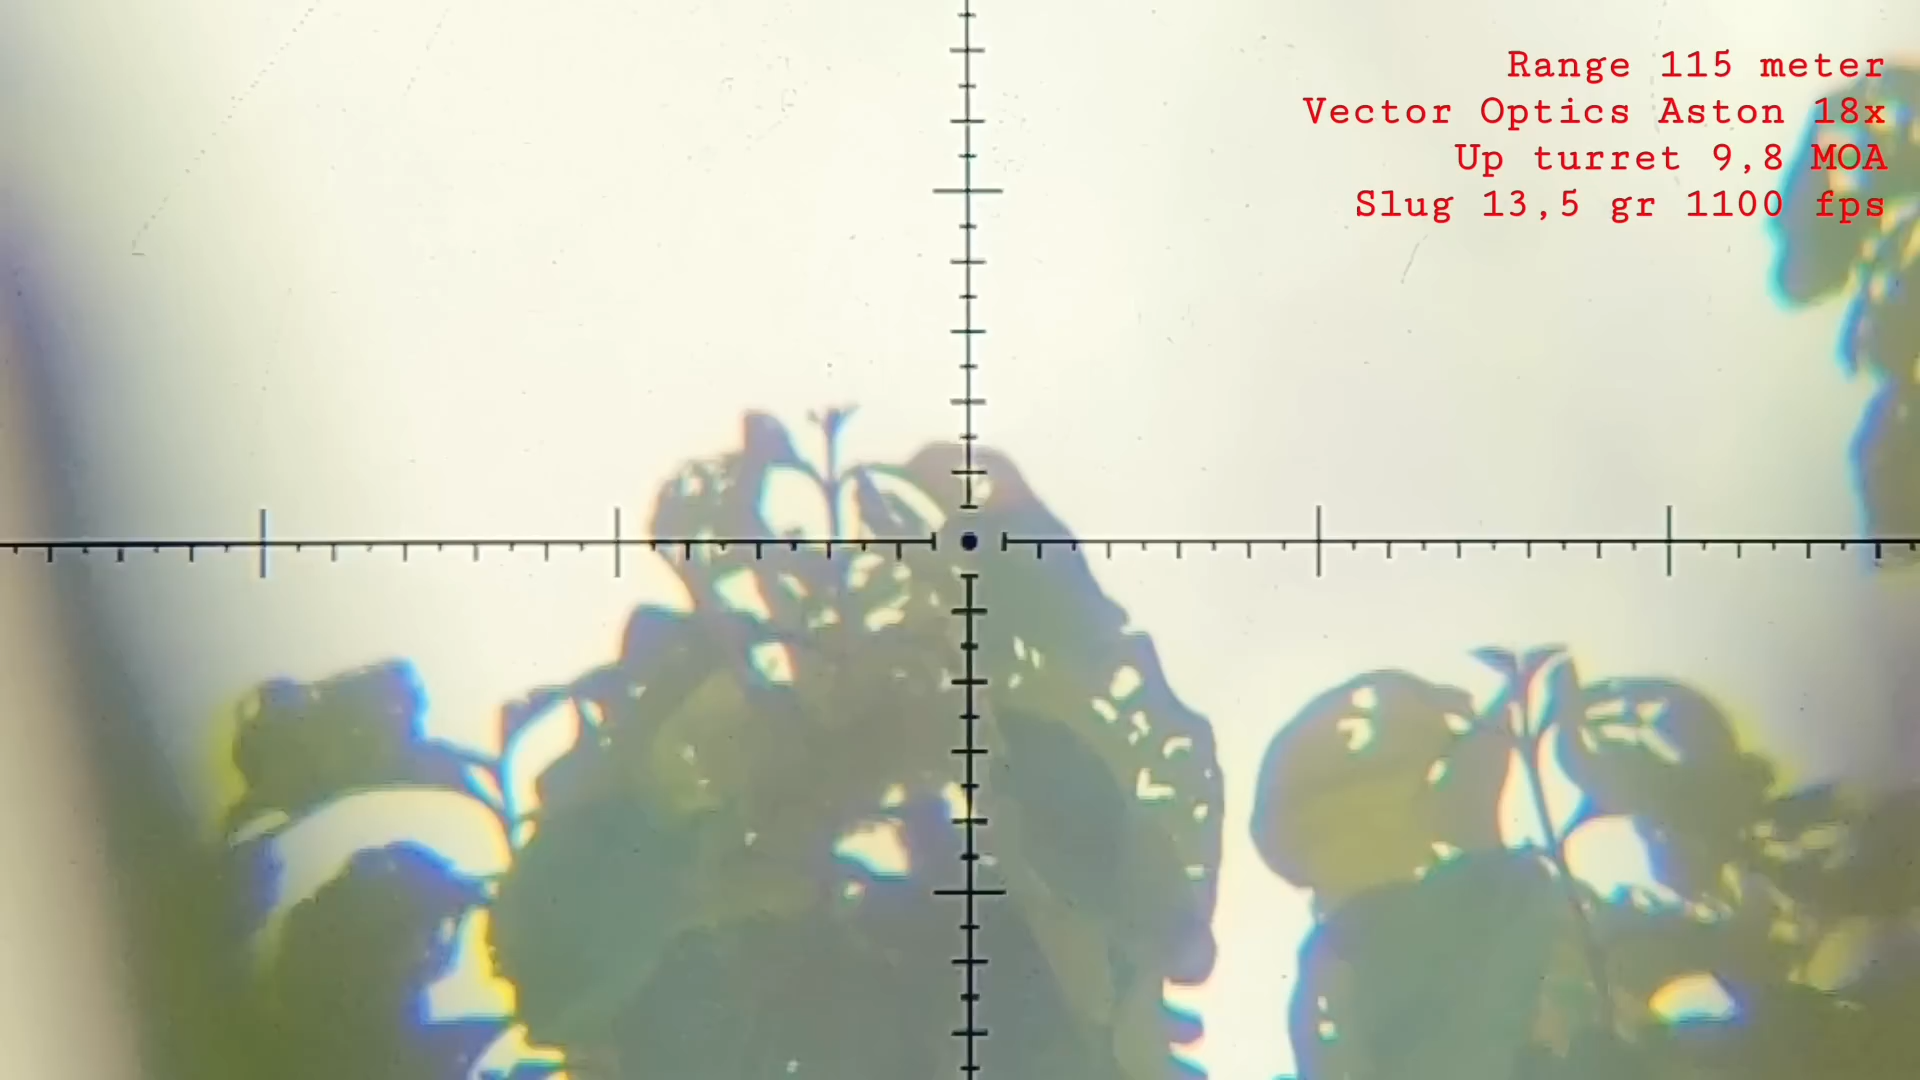 Range 115 meter
Vector Optics Aston 18x
Up turret 9,8 MOA
Slug 13,5 gr 1100 fps